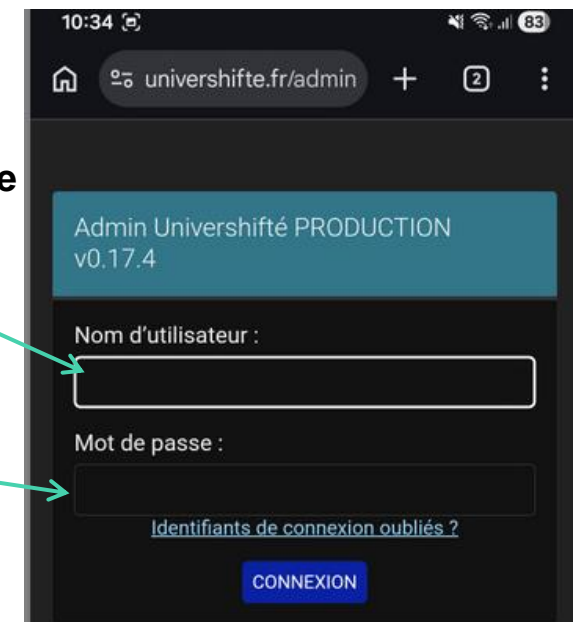 10:34
83
univershifte.fr/admin
2
e
Admin Univershifté PRODUCTION
v0.17.4
Nom d’utilisateur :
Mot de passe :
Identifiants de connexion oubliés ?
CONNEXION